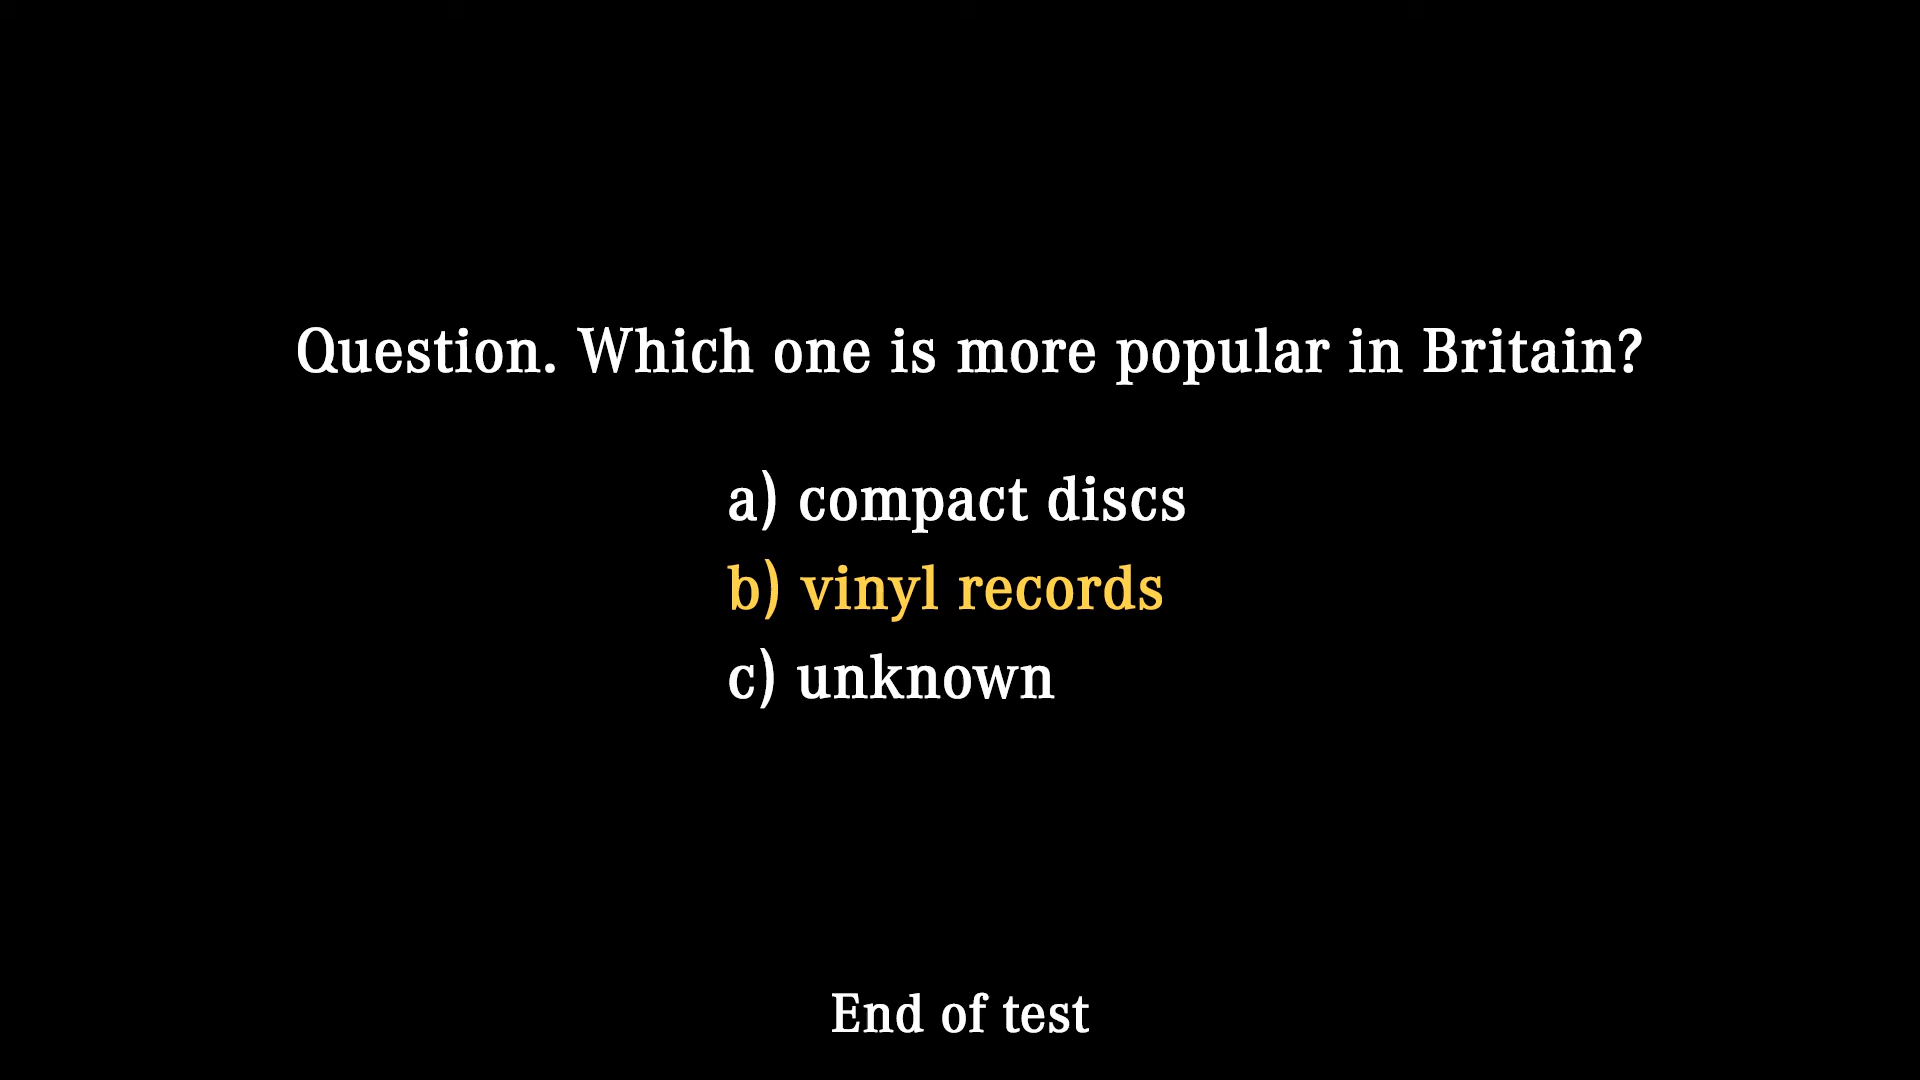 Question. Which one is more popular in Britain?
a) compact discs
b) vinyl records
c) unknown
End of test